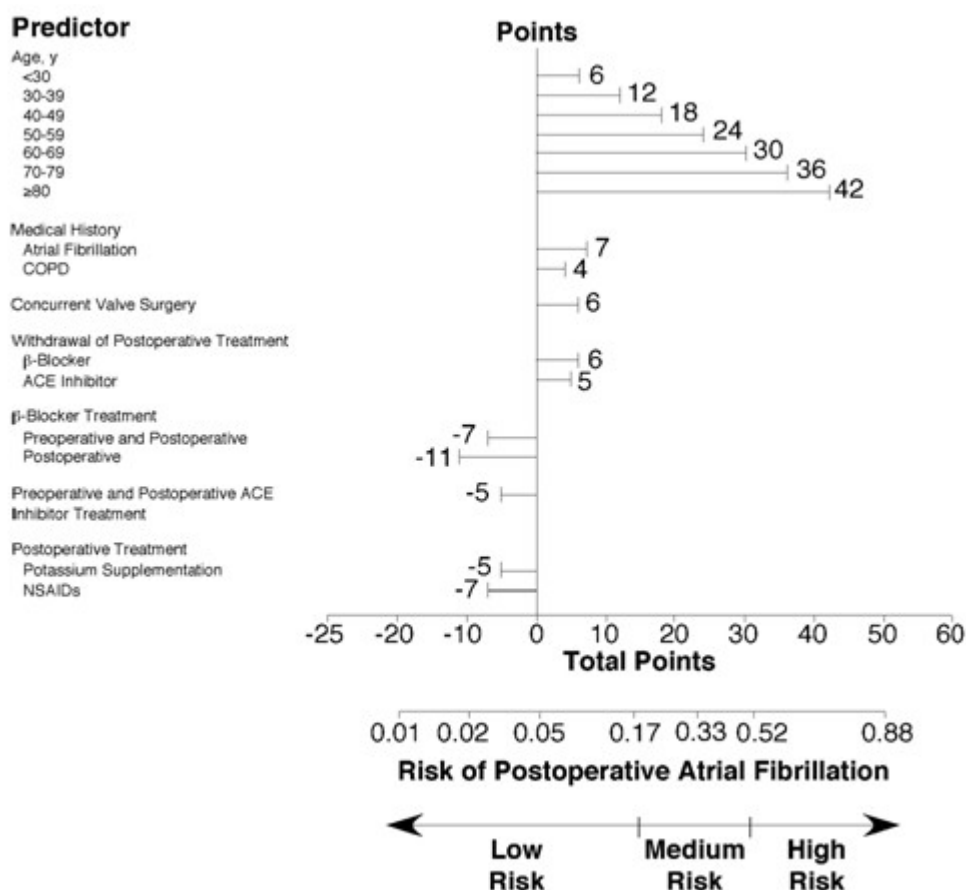 Predictor Points
Age, y
<30 6
30-39 12
40-49 18
50-59 24
60-69 30
70-79 36
≥80 42
Medical History
Atrial Fibrillation 7
COPD 4
Concurrent Valve Surgery 6
Withdrawal of Postoperative Treatment
β-Blocker 6
ACE Inhibitor 5
β-Blocker Treatment
Preoperative and Postoperative -7
Postoperative -11
Preoperative and Postoperative ACE -5
Inhibitor Treatment
Postoperative Treatment
Potassium Supplementation -5
NSAIDs -7
-25 -20 -10 0 10 20 30 40 50 60
Total Points
0.01 0.02 0.05 0.17 0.33 0.52 0.88
Risk of Postoperative Atrial Fibrillation
Low Medium High
Risk Risk Risk